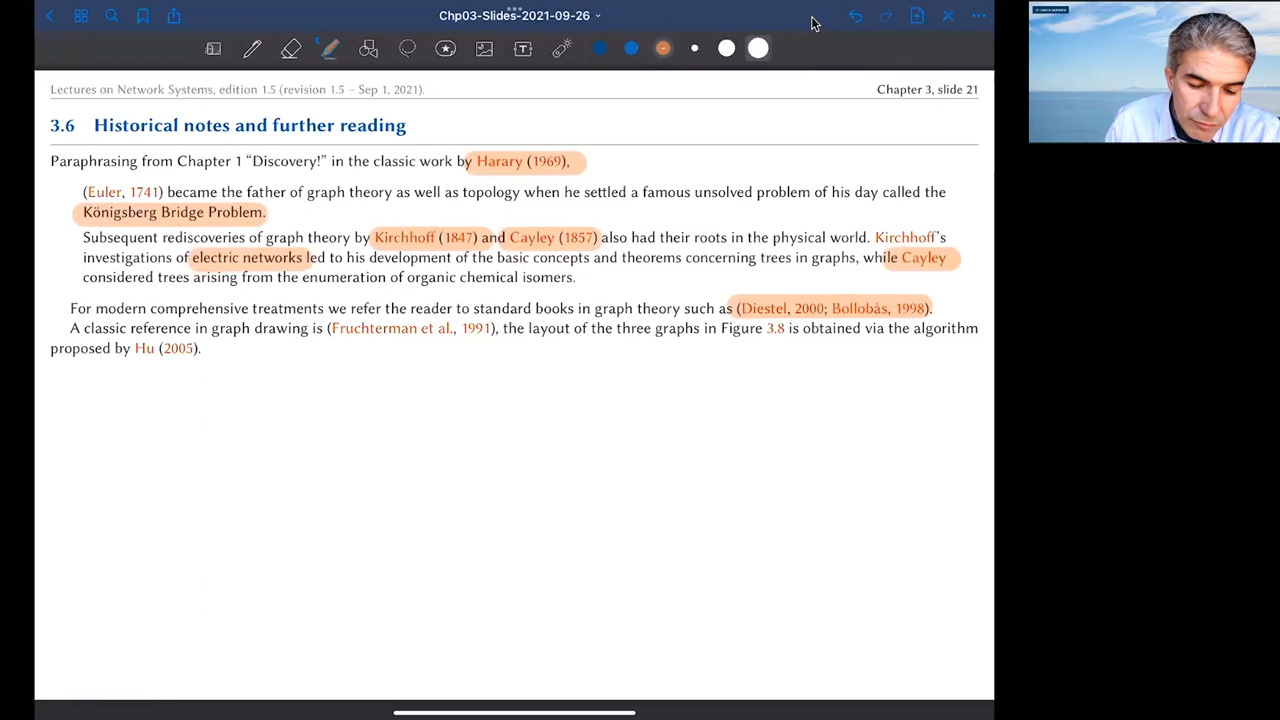 Chp03-Slides-2021-09-26
Lectures on Network Systems, edition 1.5 (revision 1.5 – Sep 1, 2021).
Chapter 3, slide 21
3.6 Historical notes and further reading
Paraphrasing from Chapter 1 “Discovery!” in the classic work by Harary (1969),
(Euler, 1741) became the father of graph theory as well as topology when he settled a famous unsolved problem of his day called the
Königsberg Bridge Problem.
Subsequent rediscoveries of graph theory by Kirchhoff (1847) and Cayley (1857) also had their roots in the physical world. Kirchhoff's
investigations of electric networks led to his development of the basic concepts and theorems concerning trees in graphs, while Cayley
considered trees arising from the enumeration of organic chemical isomers.
For modern comprehensive treatments we refer the reader to standard books in graph theory such as (Diestel, 2000; Bollobás, 1998).
A classic reference in graph drawing is (Fruchterman et al., 1991), the layout of the three graphs in Figure 3.8 is obtained via the algorithm
proposed by Hu (2005).